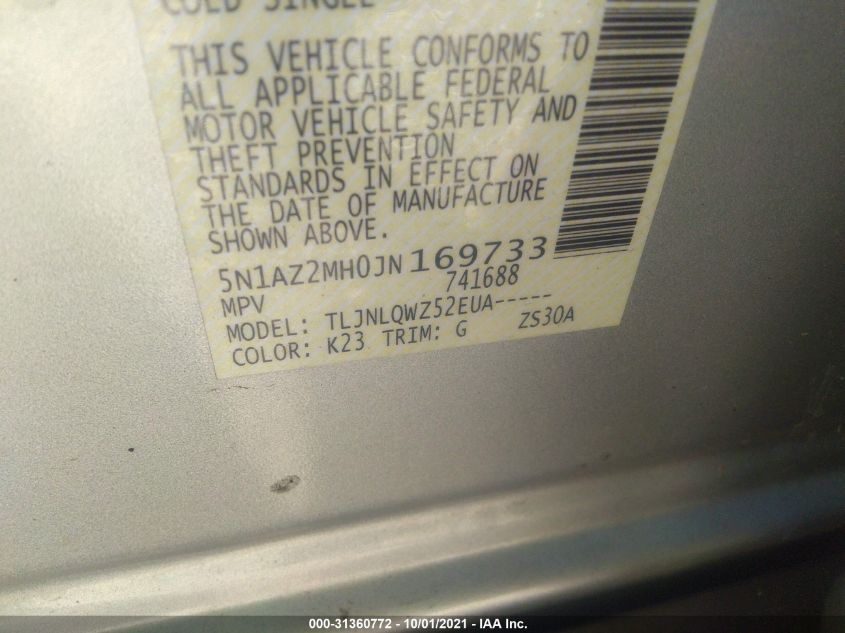 COLD SINGLE
THIS VEHICLE CONFORMS TO
ALL APPLICABLE FEDERAL
MOTOR VEHICLE SAFETY AND
THEFT PREVENTION
STANDARDS IN EFFECT ON
THE DATE OF MANUFACTURE
SHOWN ABOVE.
5N1AZ2MH0JN169733
MPV 741688
MODEL: TLJNLQWZ52EUA-----
COLOR: K23 TRIM: G ZS30A
000-31360772 - 10/01/2021 - IAA Inc.